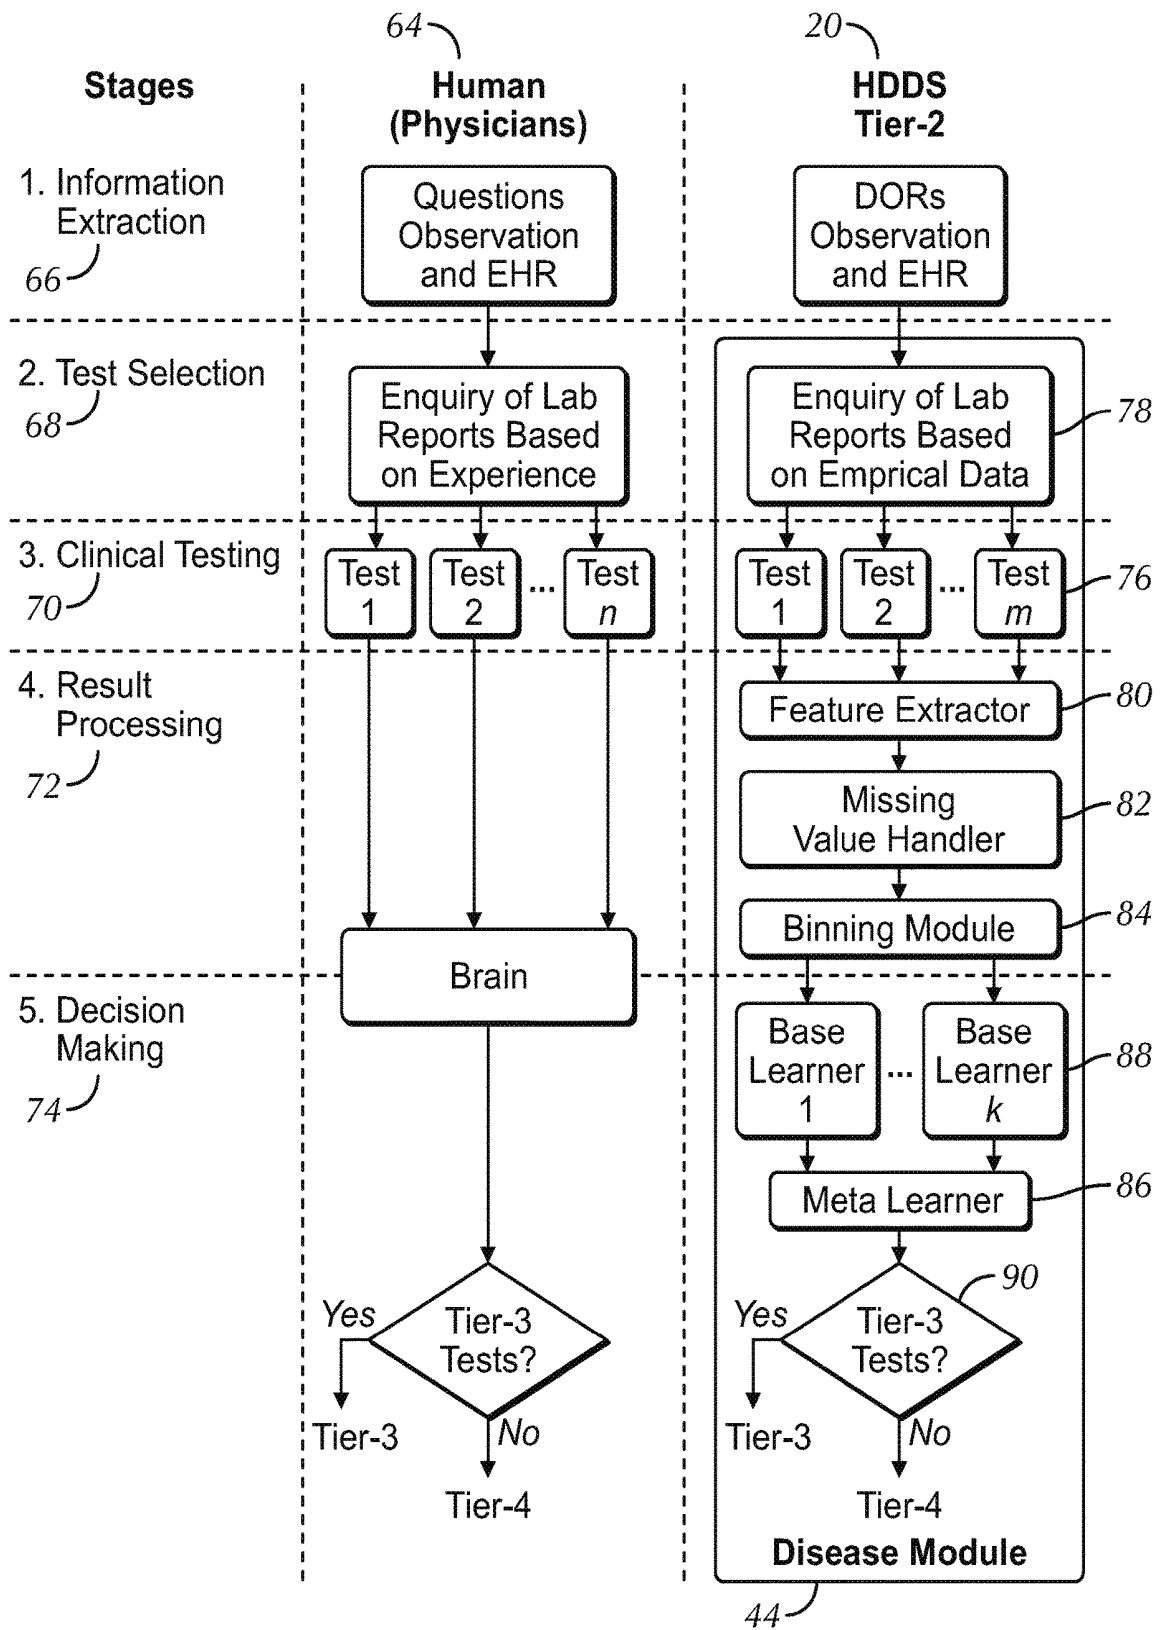 64
20
Stages
Human
(Physicians)
HDDS
Tier-2
1. Information
Extraction
66
Questions
Observation
and EHR
DORs
Observation
and EHR
2. Test Selection
68
Enquiry of Lab
Reports Based
on Experience
Enquiry of Lab
Reports Based
on Emprical Data
78
3. Clinical Testing
70
Test
1
Test
2
...
Test
n
Test
1
Test
2
...
Test
m
76
4. Result
Processing
72
Feature Extractor
80
Missing
Value Handler
82
Binning Module
84
Brain
5. Decision
Making
74
Base
Learner
1
...
Base
Learner
k
88
Meta Learner
86
Tier-3
Tests?
Yes
Tier-3
No
Tier-4
90
Tier-3
Tests?
Yes
Tier-3
No
Tier-4
Disease Module
44